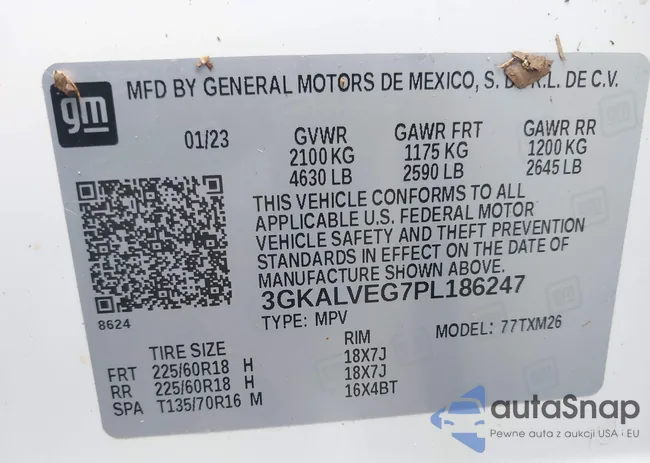 gm
MFD BY GENERAL MOTORS DE MEXICO, S. DE R.L. DE C.V.
01/23 GVWR GAWR FRT GAWR RR
2100 KG 1175 KG 1200 KG
4630 LB 2590 LB 2645 LB
THIS VEHICLE CONFORMS TO ALL
APPLICABLE U.S. FEDERAL MOTOR
VEHICLE SAFETY AND THEFT PREVENTION
STANDARDS IN EFFECT ON THE DATE OF
MANUFACTURE SHOWN ABOVE.
3GKALVEG7PL186247
8624
TYPE: MPV MODEL: 77TXM26
TIRE SIZE RIM
FRT 225/60R18 H 18X7J
RR 225/60R18 H 18X7J
SPA T135/70R16 M 16X4BT
autaSnap
Pewne auta z aukcji USA i EU